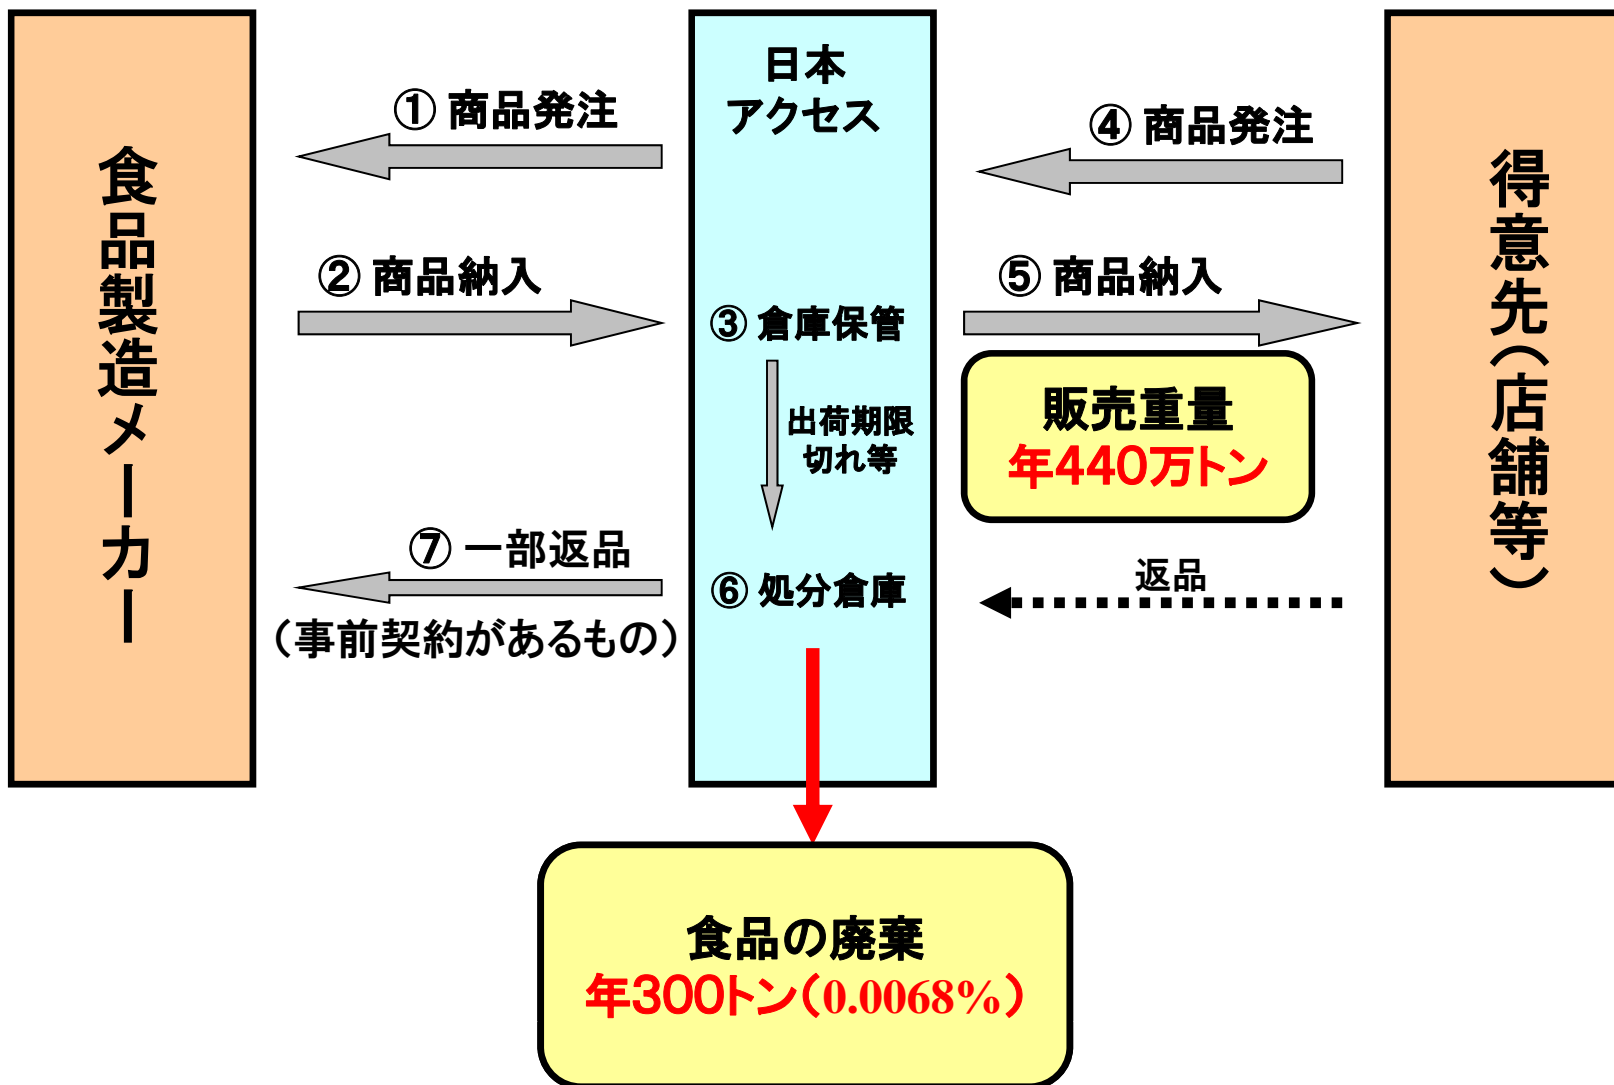 食品製造メーカー
① 商品発注
② 商品納入
⑦ 一部返品
（事前契約があるもの）
日本
アクセス
③ 倉庫保管
出荷期限
切れ等
⑥ 処分倉庫
④ 商品発注
⑤ 商品納入
販売重量
年440万トン
返品
得意先（店舗等）
食品の廃棄
年300トン（0.0068%）